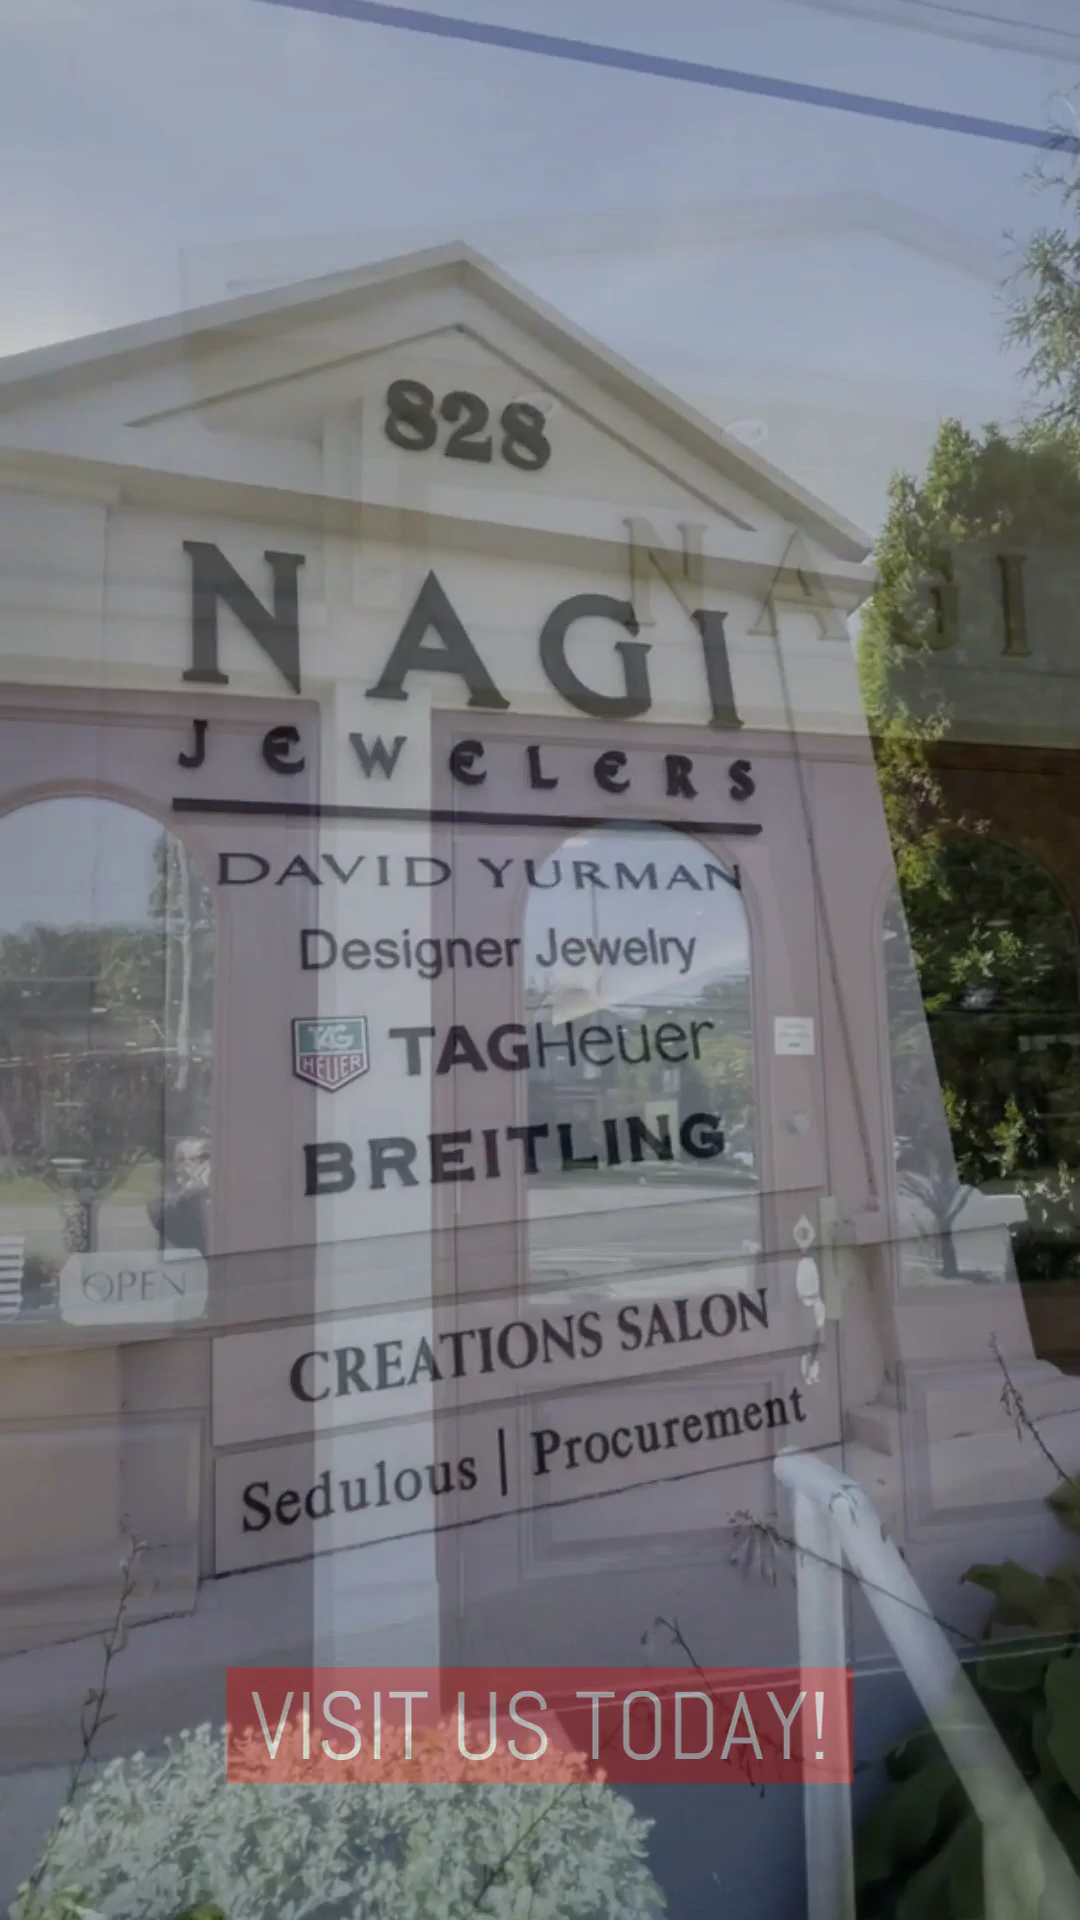 828
NAGI
NAGI
JEWELERS
DAVID YURMAN
Designer Jewelry
TAG
HEUER
TAGHeuer
BREITLING
OPEN
CREATIONS SALON
Sedulous | Procurement
VISIT US TODAY!